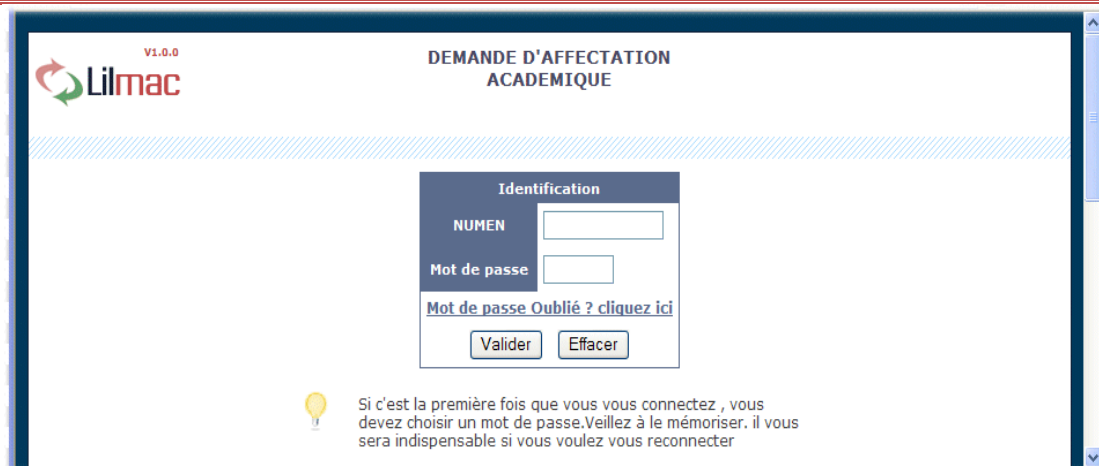 V1.0.0
Lilmac
DEMANDE D'AFFECTATION
ACADEMIQUE
Identification
NUMEN
Mot de passe
Mot de passe Oublié ? cliquez ici
Valider Effacer
Si c'est la première fois que vous vous connectez , vous
devez choisir un mot de passe.Veillez à le mémoriser. il vous
sera indispensable si vous voulez vous reconnecter